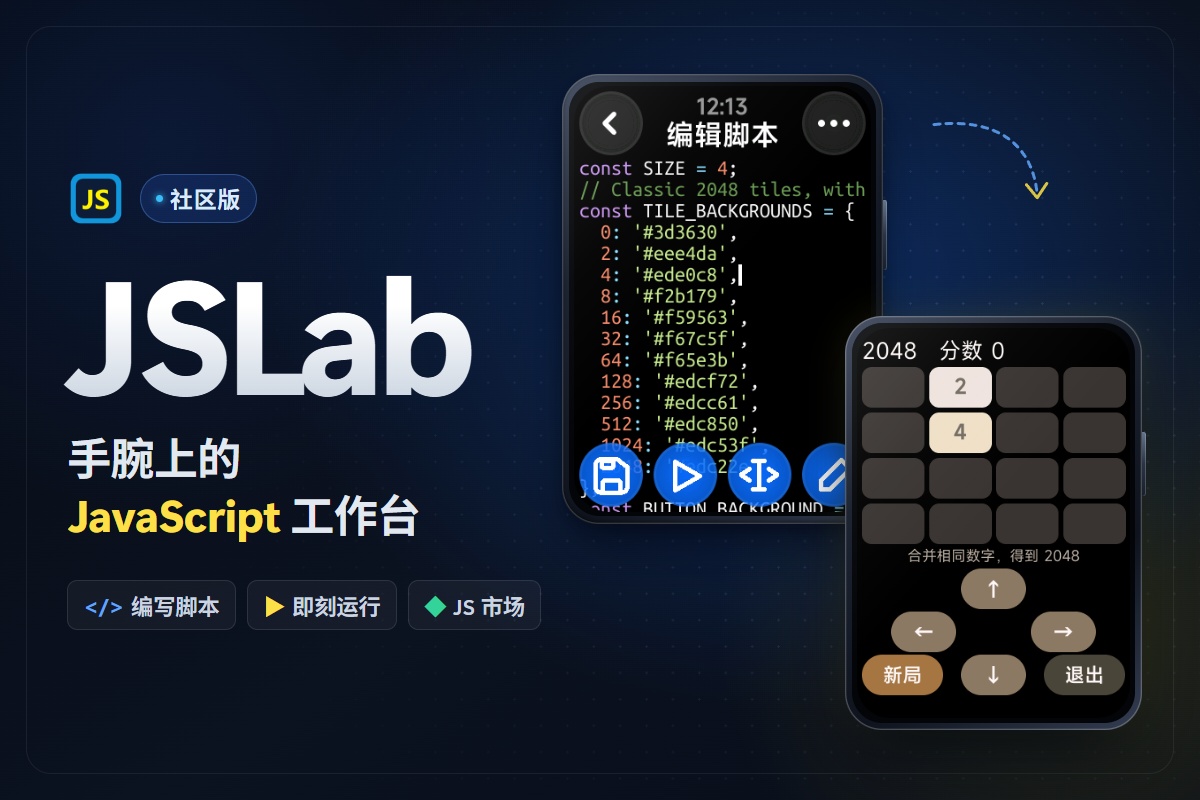 JS
社区版
JSLab
手腕上的
JavaScript 工作台
</> 编写脚本
即刻运行
JS 市场
12:13
编辑脚本
const SIZE = 4;
// Classic 2048 tiles, with
const TILE_BACKGROUNDS = {
0: '#3d3630',
2: '#eee4da',
4: '#ede0c8',
8: '#f2b179',
16: '#f59563',
32: '#f67c5f',
64: '#f65e3b',
128: '#edcf72',
256: '#edcc61',
512: '#edc850',
1024: '#edc53f',
const BUTTON_BACKGROUND =
2048 分数 0
2
4
合并相同数字，得到 2048
↑
← →
新局 ↓ 退出